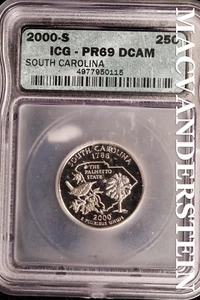 2000-S 25C
ICG - PR69 DCAM
SOUTH CAROLINA
4977950115
SOUTH CAROLINA
1788
THE PALMETTO
STATE
2000
E PLURIBUS UNUM
MACVANDERSTEIN